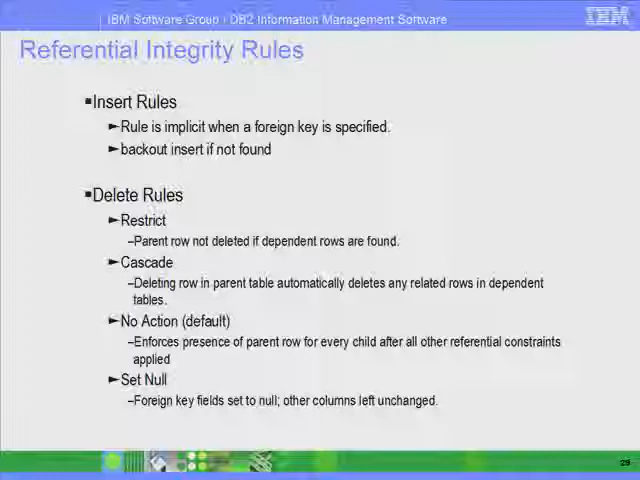 IBM Software Group | DB2 Information Management Software
IBM
Referential Integrity Rules
▪Insert Rules
►Rule is implicit when a foreign key is specified.
►backout insert if not found
▪Delete Rules
►Restrict
–Parent row not deleted if dependent rows are found.
►Cascade
–Deleting row in parent table automatically deletes any related rows in dependent
tables.
►No Action (default)
–Enforces presence of parent row for every child after all other referential constraints
applied
►Set Null
–Foreign key fields set to null; other columns left unchanged.